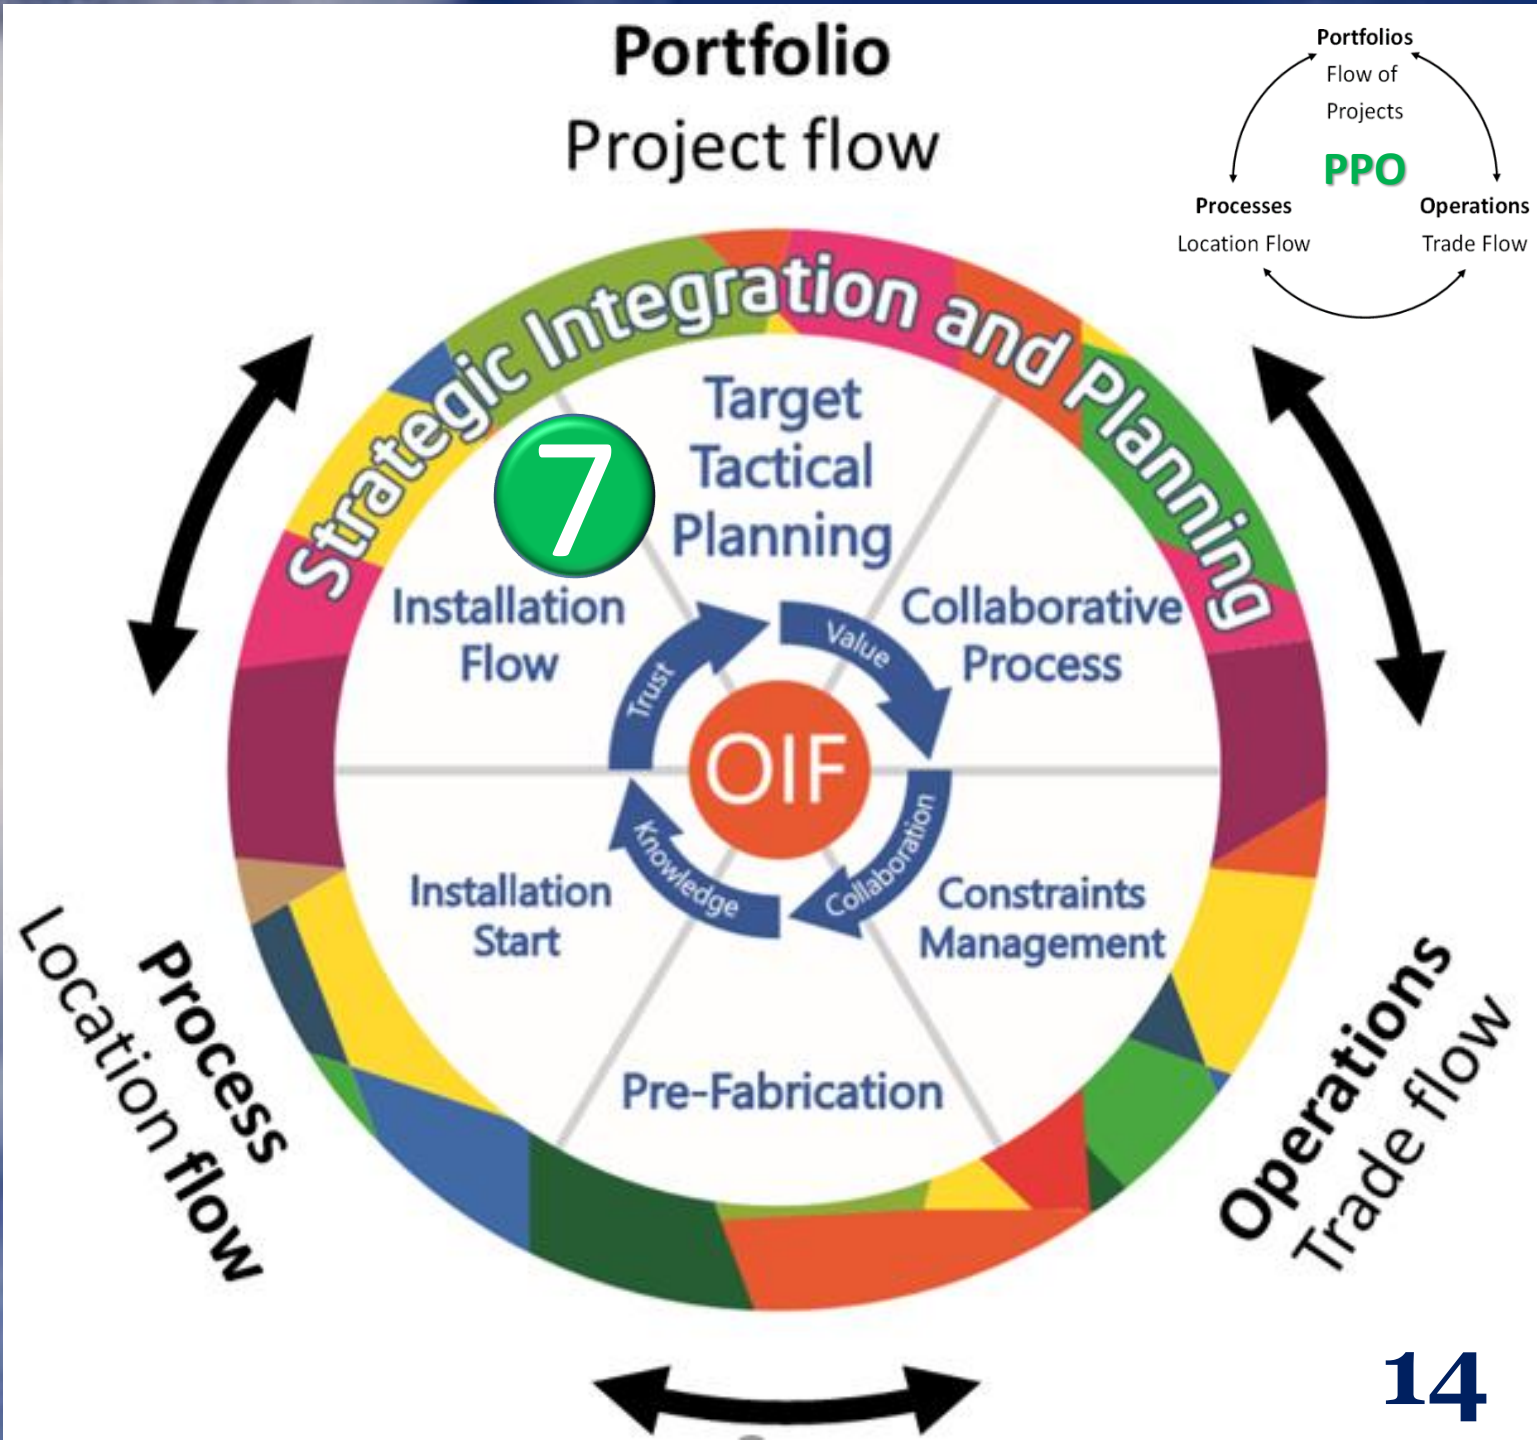 Portfolio
Project flow
Portfolios
Flow of
Projects
PPO
Processes
Location Flow
Operations
Trade Flow
Strategic Integration and Planning
7
Target
Tactical
Planning
Installation
Flow
Collaborative
Process
Trust
Value
OIF
Knowledge
Collaboration
Installation
Start
Constraints
Management
Pre-Fabrication
Process
Location flow
Operations
Trade flow
14